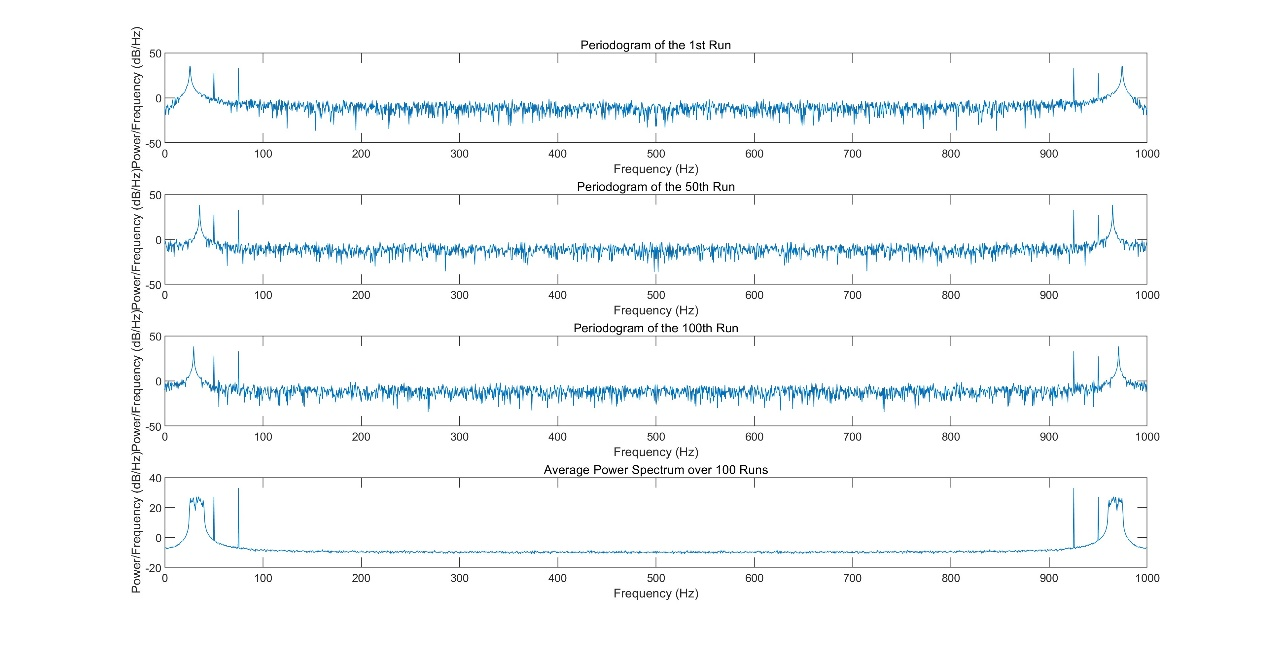 Periodogram of the 1st Run
Power/Frequency (dB/Hz)
50
0
-50
0 100 200 300 400 500 600 700 800 900 1000
Frequency (Hz)
Periodogram of the 50th Run
Power/Frequency (dB/Hz)
50
0
-50
0 100 200 300 400 500 600 700 800 900 1000
Frequency (Hz)
Periodogram of the 100th Run
Power/Frequency (dB/Hz)
50
0
-50
0 100 200 300 400 500 600 700 800 900 1000
Frequency (Hz)
Average Power Spectrum over 100 Runs
Power/Frequency (dB/Hz)
40
20
0
-20
0 100 200 300 400 500 600 700 800 900 1000
Frequency (Hz)